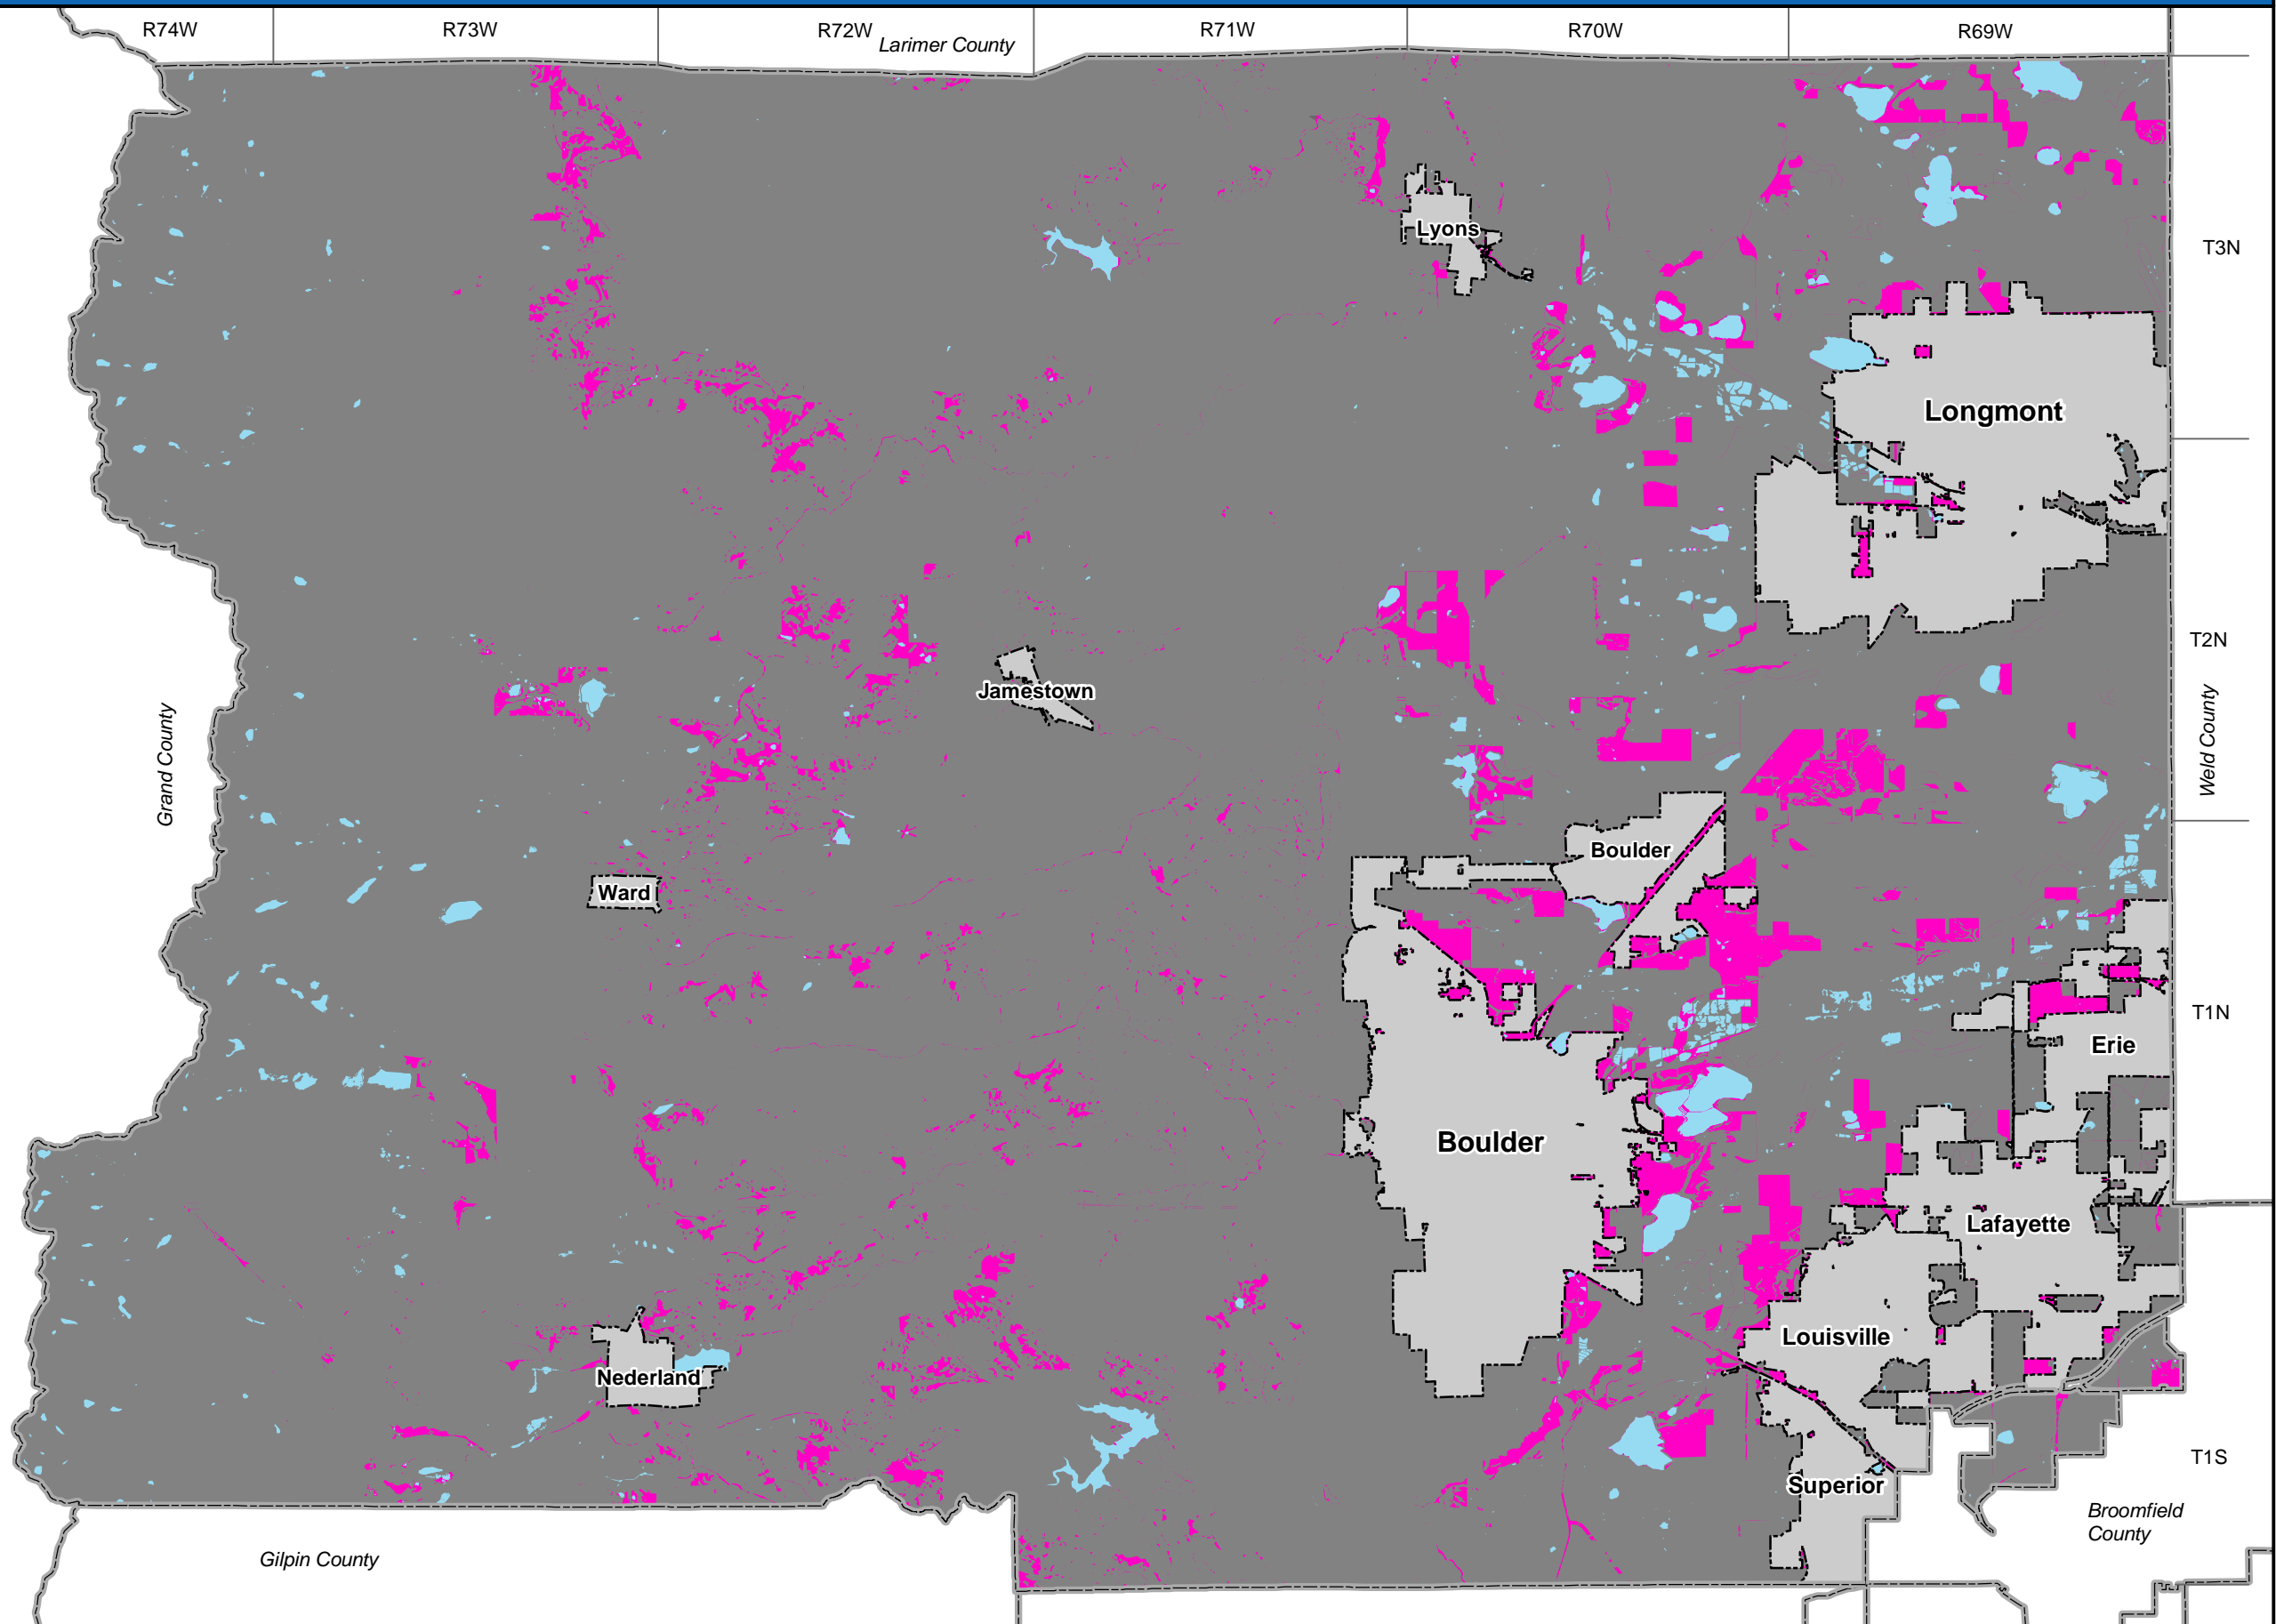 R74W
R73W
R72W
Larimer County
R71W
R70W
R69W
Lyons
T3N
Longmont
T2N
Jamestown
Grand County
Weld County
Boulder
Ward
T1N
Erie
Boulder
Lafayette
Louisville
Nederland
T1S
Superior
Broomfield
County
Gilpin County